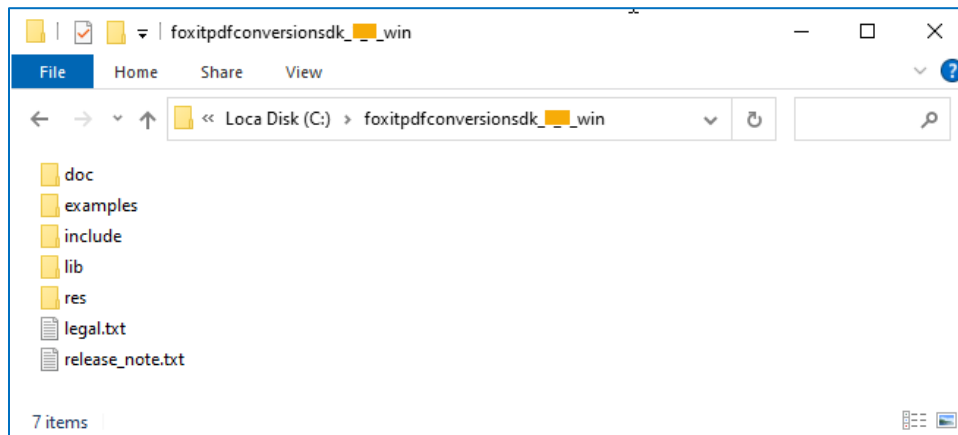 foxitpdfconversionsdk_ _ _win
File Home Share View ?
« Loca Disk (C:) > foxitpdfconversionsdk_ _ _win
doc
examples
include
lib
res
legal.txt
release_note.txt
7 items